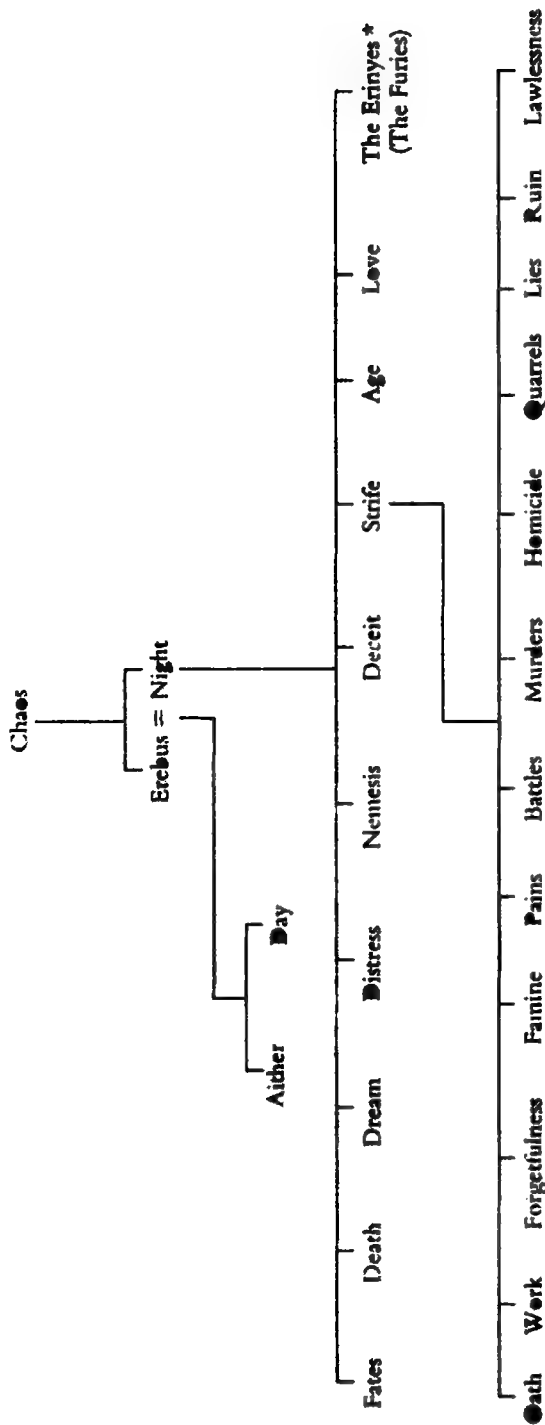 Chaos
Erebus = Night
Aither Day
Fates Death Dream Distress Nemesis Deceit Strife Age Love The Erinyes *
(The Furies)
Oath Work Forgetfulness Famine Pains Battles Murders Homicide Quarrels Lies Ruin Lawlessness